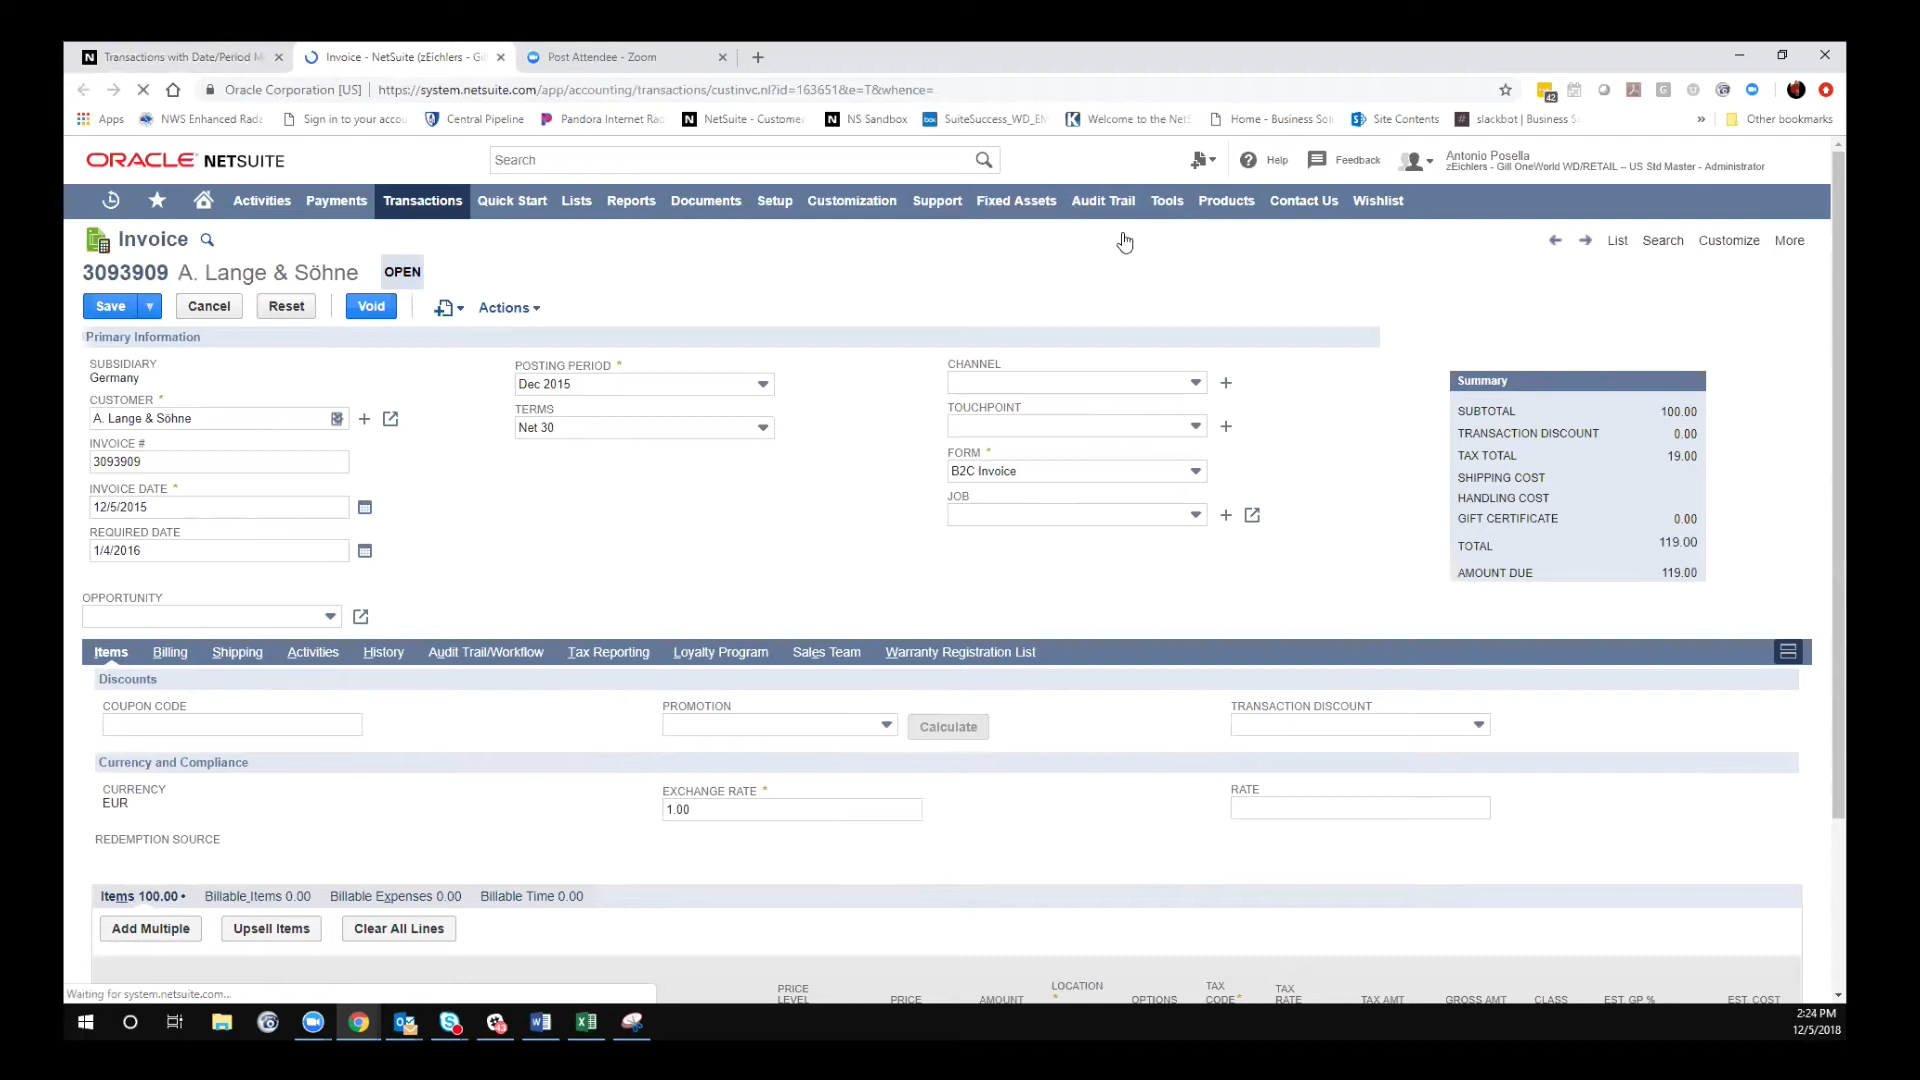 Transactions with Date/Period M
Invoice - NetSuite (zEichlers - Gil
Post Attendee - Zoom
Oracle Corporation [US]
https://system.netsuite.com/app/accounting/transactions/custinvc.nl?id=163651&e=T&whence=
42
Apps
NWS Enhanced Rada
Sign in to your accou
Central Pipeline
Pandora Internet Rad
NetSuite - Customer
NS Sandbox
SuiteSuccess_WD_EM
Welcome to the NetS
Home - Business Solu
Site Contents
slackbot | Business S
»
Other bookmarks
ORACLE NETSUITE
Search
Help
Feedback
Antonio Posella
zEichlers - Gill OneWorld WD/RETAIL – US Std Master - Administrator
Activities
Payments
Transactions
Quick Start
Lists
Reports
Documents
Setup
Customization
Support
Fixed Assets
Audit Trail
Tools
Products
Contact Us
Wishlist
Invoice
List
Search
Customize
More
3093909 A. Lange & Söhne OPEN
Save
Cancel
Reset
Void
Actions
Primary Information
SUBSIDIARY
Germany
CUSTOMER *
A. Lange & Söhne
INVOICE #
3093909
INVOICE DATE *
12/5/2015
REQUIRED DATE
1/4/2016
OPPORTUNITY
POSTING PERIOD *
Dec 2015
TERMS
Net 30
CHANNEL
TOUCHPOINT
FORM *
B2C Invoice
JOB
Summary
SUBTOTAL 100.00
TRANSACTION DISCOUNT 0.00
TAX TOTAL 19.00
SHIPPING COST
HANDLING COST
GIFT CERTIFICATE 0.00
TOTAL 119.00
AMOUNT DUE 119.00
Items
Billing
Shipping
Activities
History
Audit Trail/Workflow
Tax Reporting
Loyalty Program
Sales Team
Warranty Registration List
Discounts
COUPON CODE
PROMOTION
Calculate
TRANSACTION DISCOUNT
Currency and Compliance
CURRENCY
EUR
EXCHANGE RATE *
1.00
RATE
REDEMPTION SOURCE
Items 100.00 •
Billable Items 0.00
Billable Expenses 0.00
Billable Time 0.00
Add Multiple
Upsell Items
Clear All Lines
PRICE
LEVEL
PRICE
AMOUNT
LOCATION
*
OPTIONS
TAX
CODE*
TAX
RATE
TAX AMT
GROSS AMT
CLASS
EST. GP %
EST. COST
Waiting for system.netsuite.com...
2:24 PM
12/5/2018